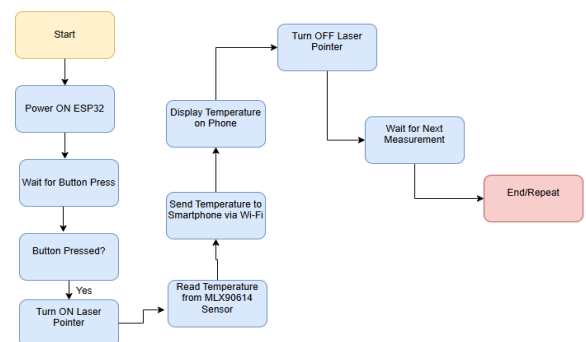 Start
Power ON ESP32
Wait for Button Press
Button Pressed?
Yes
Turn ON Laser
Pointer
Read Temperature
from MLX90614
Sensor
Send Temperature to
Smartphone via Wi-Fi
Display Temperature
on Phone
Turn OFF Laser
Pointer
Wait for Next
Measurement
End/Repeat